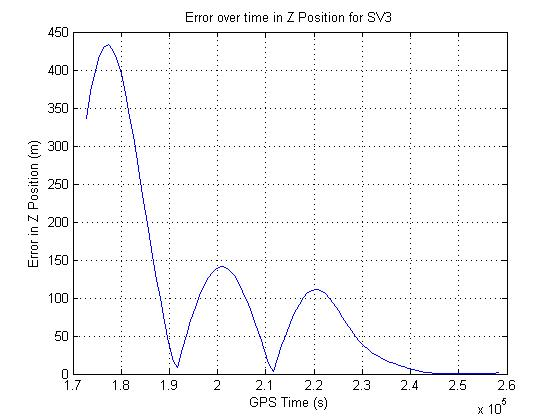 Error over time in Z Position for SV3
450
400
350
300
250
200
150
100
50
0
Error in Z Position (m)
1.7 1.8 1.9 2 2.1 2.2 2.3 2.4 2.5 2.6
GPS Time (s)
x 10^5